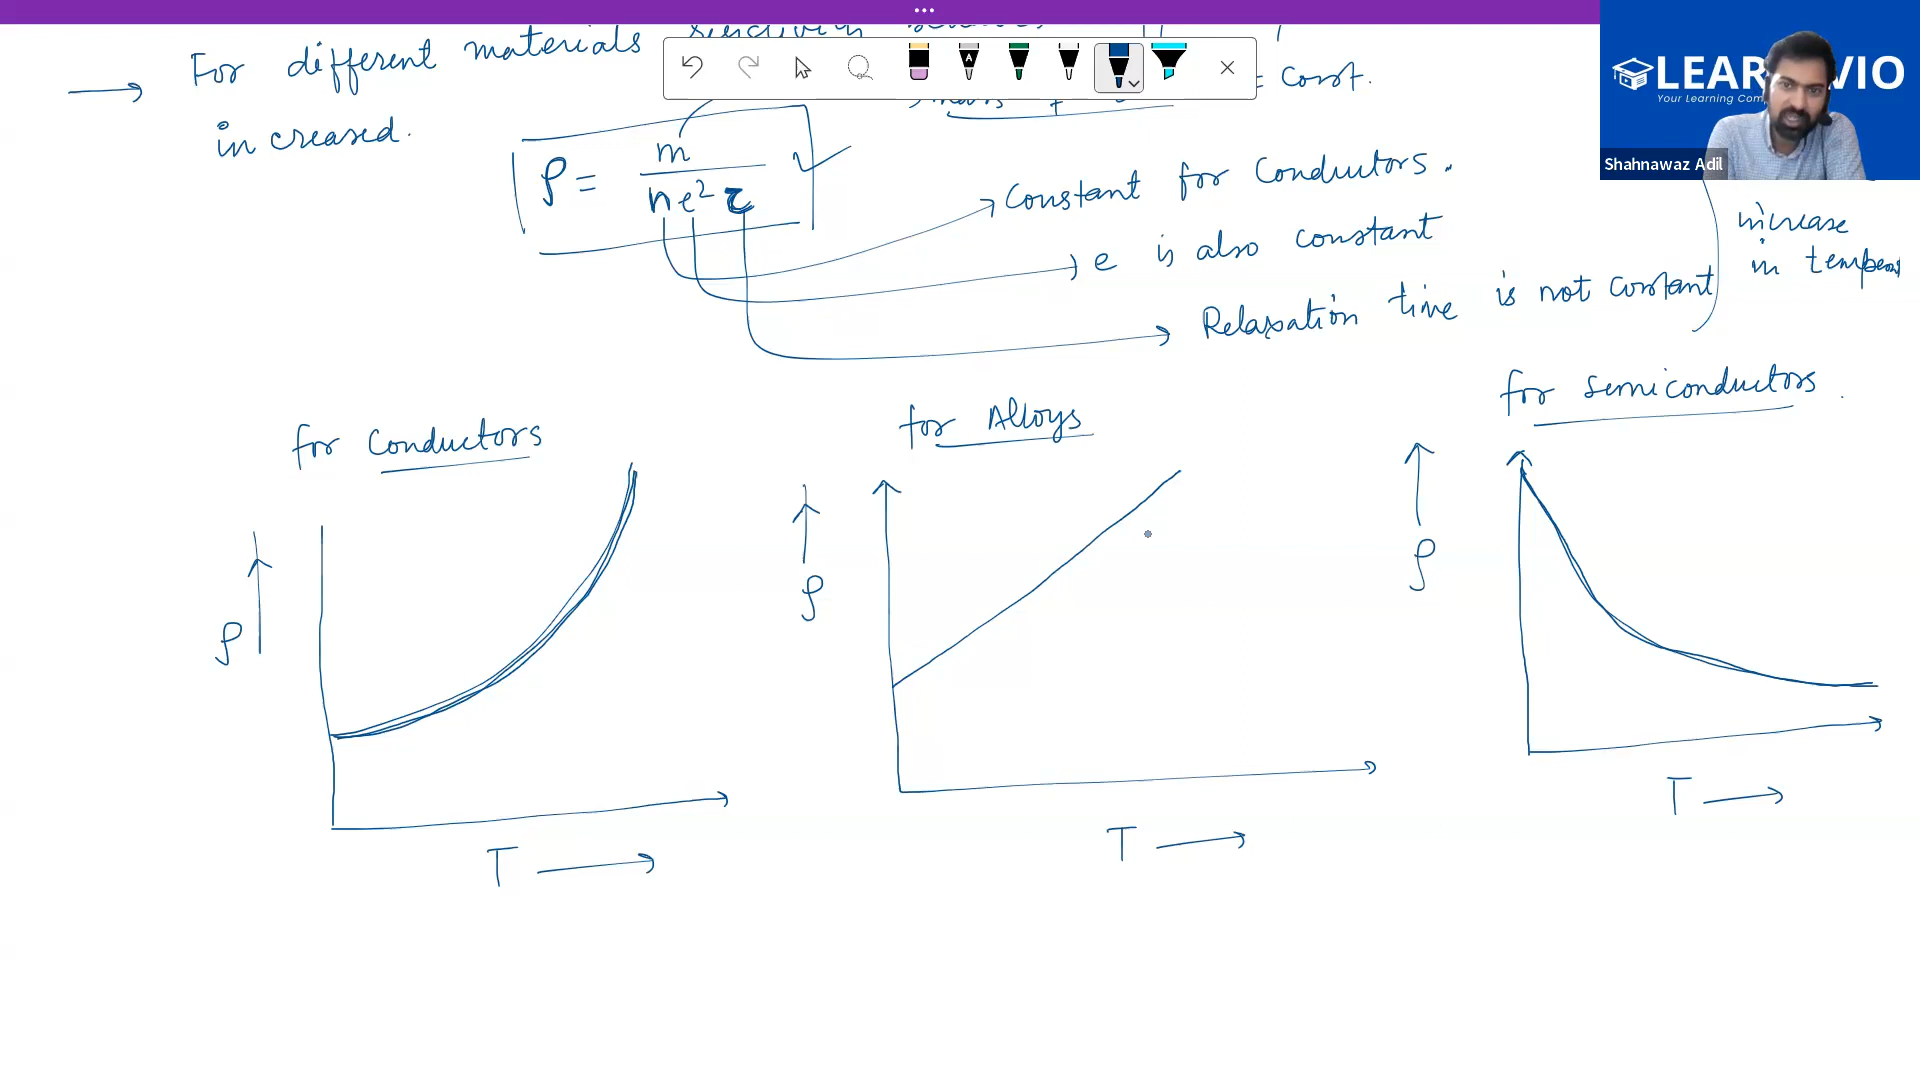 For different materials
increased.
= const.
LEAR VIO
Your Learning Com
Shahnawaz Adil
ρ = m / ne²τ
Constant for Conductors.
e is also constant
Relaxation time is not constant
increase
in
for Conductors
for Alloys
for semiconductors.
ρ
ρ
ρ
T
T
T